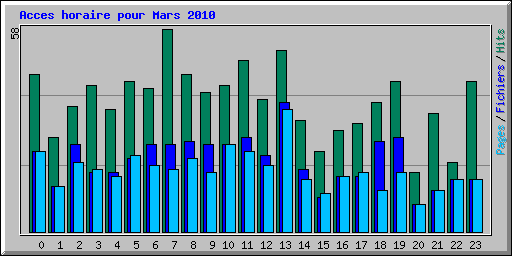 Acces horaire pour Mars 2010
58
Pages / Fichiers / Hits
0 1 2 3 4 5 6 7 8 9 10 11 12 13 14 15 16 17 18 19 20 21 22 23